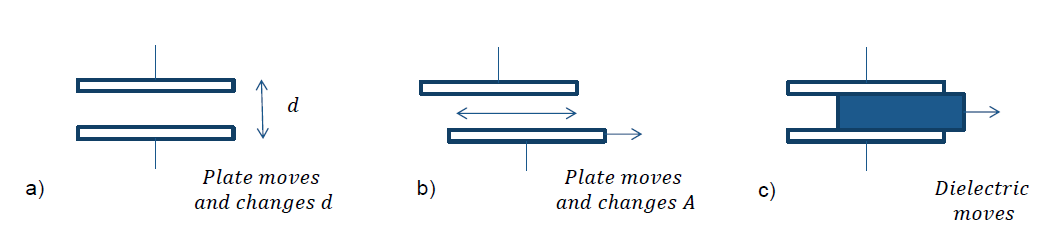 d
a)
Plate moves
and changes d
b)
Plate moves
and changes A
c)
Dielectric
moves